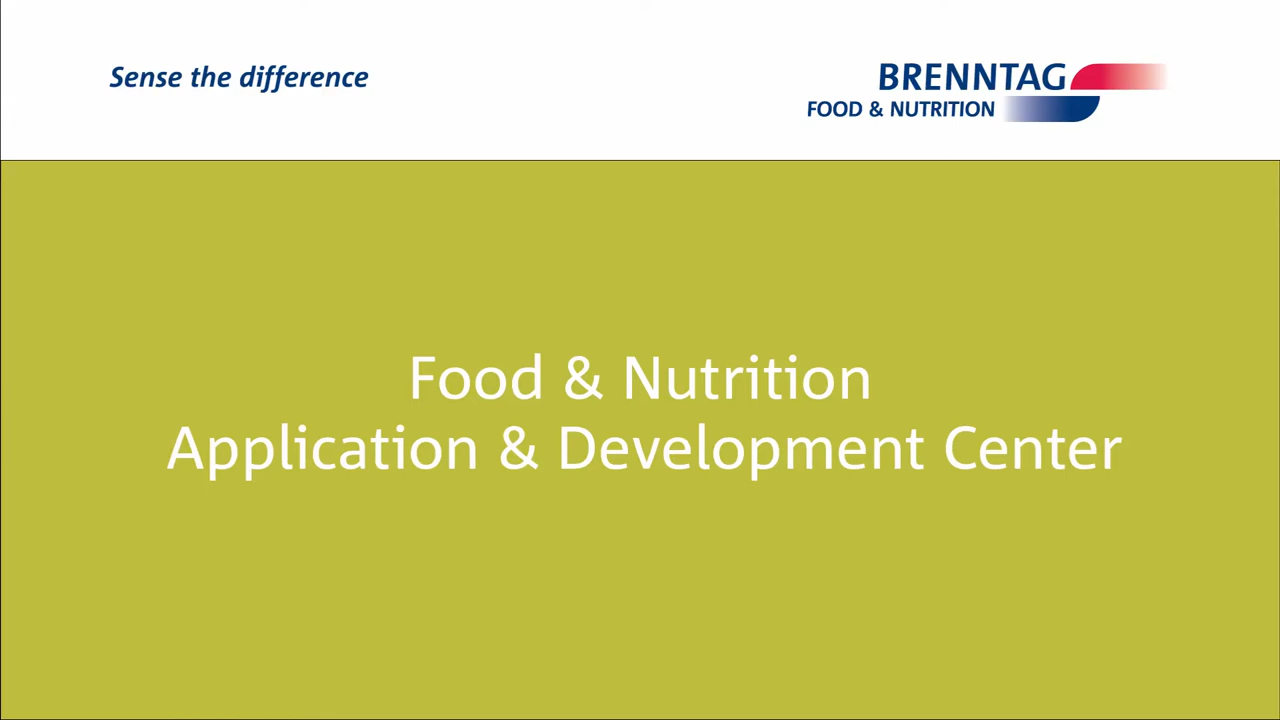 Sense the difference
BRENNTAG
FOOD & NUTRITION
Food & Nutrition
Application & Development Center